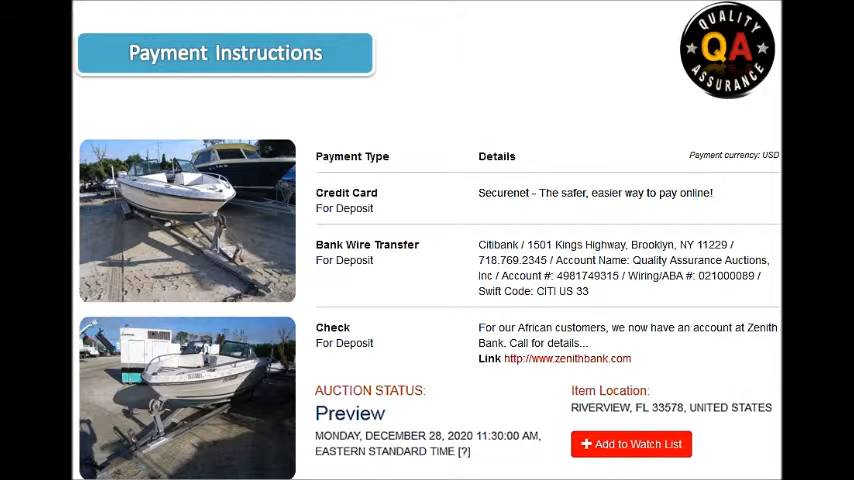 Payment Instructions
QUALITY
QA
ASSURANCE
Payment Type
Details
Payment currency: USD
Credit Card
Securenet - The safer, easier way to pay online!
For Deposit
Bank Wire Transfer
Citibank / 1501 Kings Highway, Brooklyn, NY 11229 /
For Deposit
718.769.2345 / Account Name: Quality Assurance Auctions,
Inc / Account #: 4981749315 / Wiring/ABA #: 021000089 /
Swift Code: CITI US 33
Check
For our African customers, we now have an account at Zenith
For Deposit
Bank. Call for details...
Link http://www.zenithbank.com
AUCTION STATUS:
Item Location:
Preview
RIVERVIEW, FL 33578, UNITED STATES
MONDAY, DECEMBER 28, 2020 11:30:00 AM,
EASTERN STANDARD TIME [?]
Add to Watch List